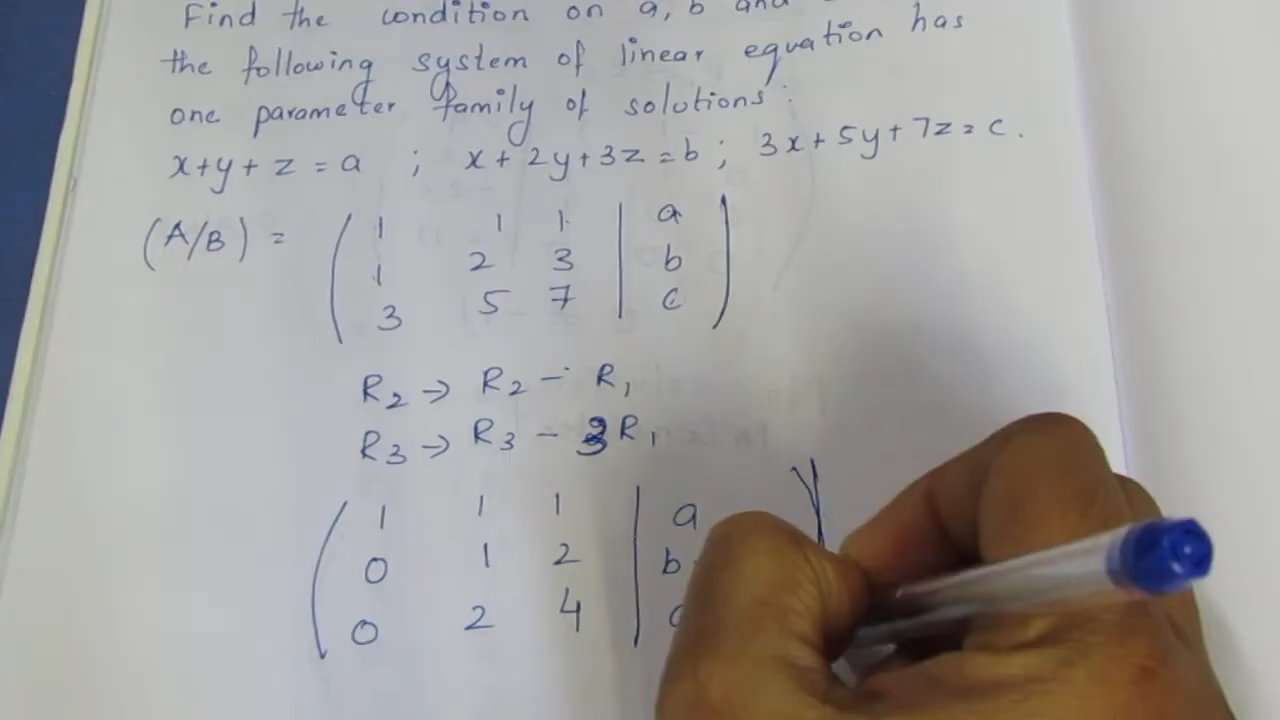 Find the condition on a, b and
the following system of linear equation has
one parameter family of solutions:
x+y+z=a ; x+2y+3z=b ; 3x+5y+7z=c.
(A/B) = ( 1 1 1 | a )
1 2 3 | b
3 5 7 | c
R2 → R2 - R1
R3 → R3 - 3R1
( 1 1 1 | a )
0 1 2 | b
0 2 4 |